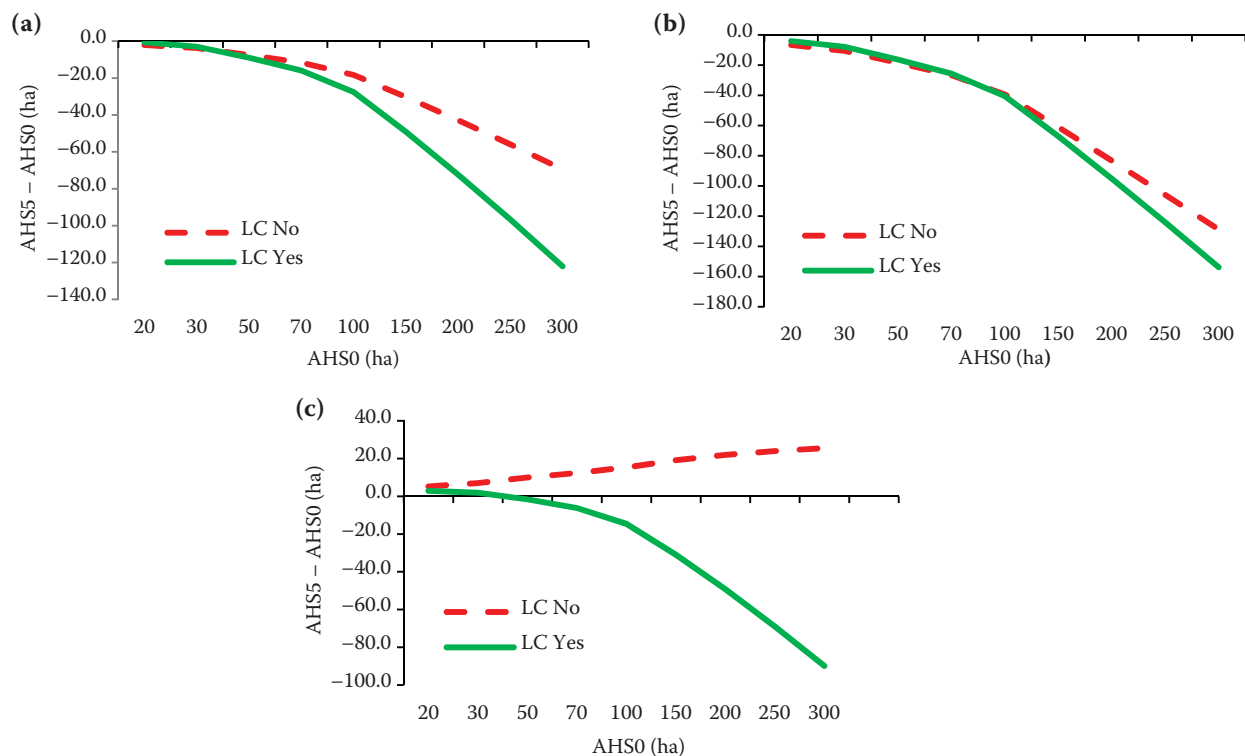 (a)
AHS5 – AHS0 (ha)
0.0
−20.0
−40.0
−60.0
−80.0
−100.0
−120.0
−140.0
LC No
LC Yes
20 30 50 70 100 150 200 250 300
AHS0 (ha)
(b)
AHS5 – AHS0 (ha)
0.0
−20.0
−40.0
−60.0
−80.0
−100.0
−120.0
−140.0
−160.0
−180.0
LC No
LC Yes
20 30 50 70 100 150 200 250 300
AHS0 (ha)
(c)
AHS5 – AHS0 (ha)
40.0
20.0
0.0
−20.0
−40.0
−60.0
−80.0
−100.0
LC No
LC Yes
20 30 50 70 100 150 200 250 300
AHS0 (ha)